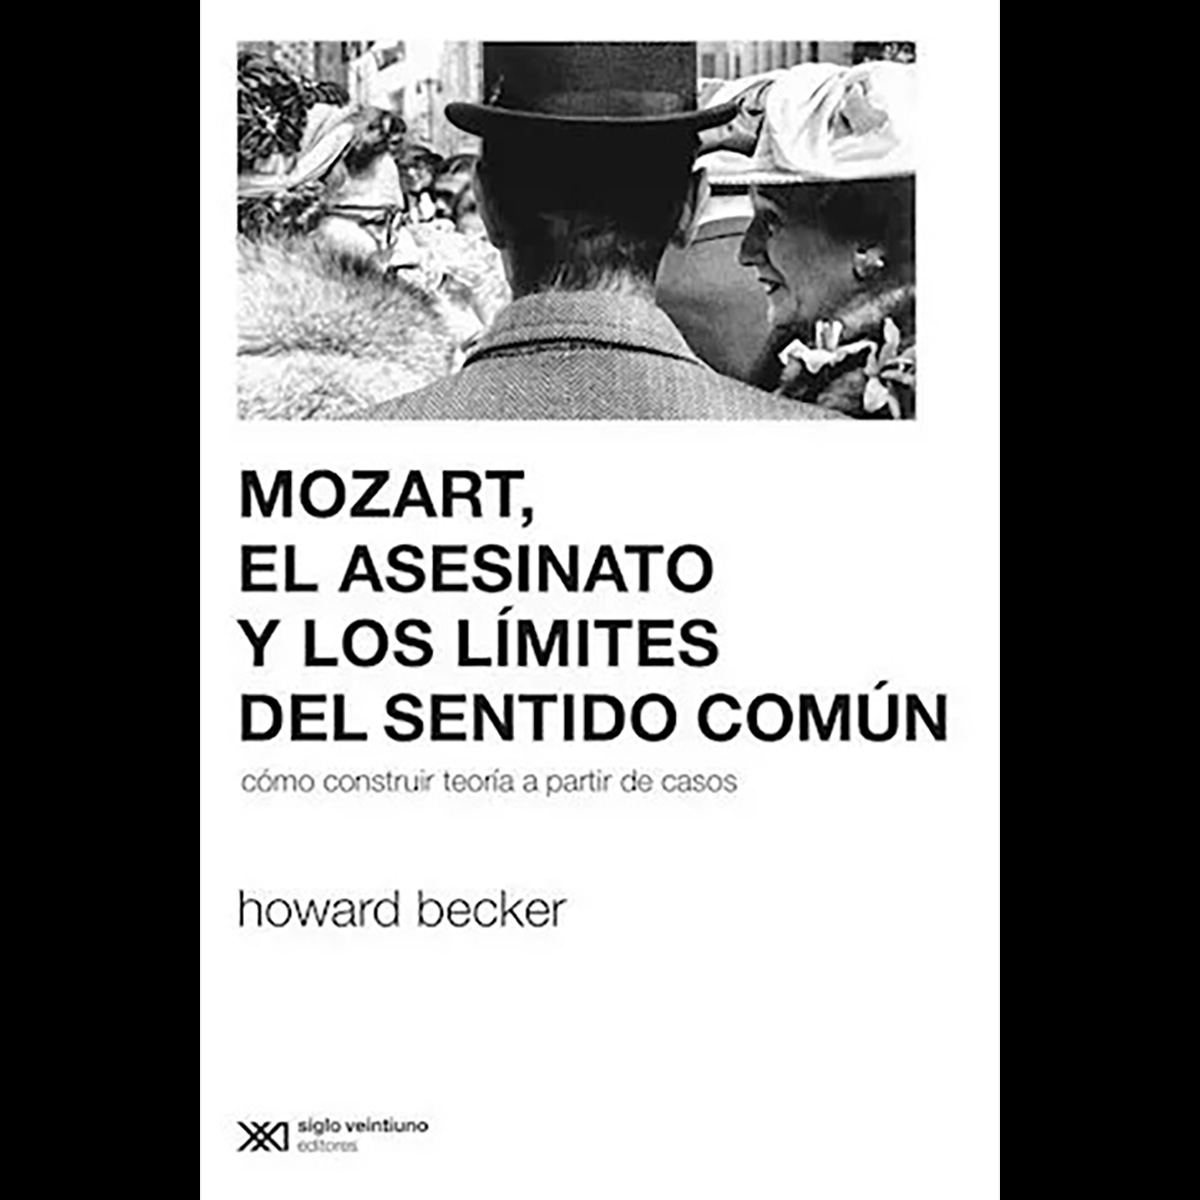 MOZART,
EL ASESINATO
Y LOS LÍMITES
DEL SENTIDO COMÚN
cómo construir teoría a partir de casos
howard becker
siglo veintiuno
editores